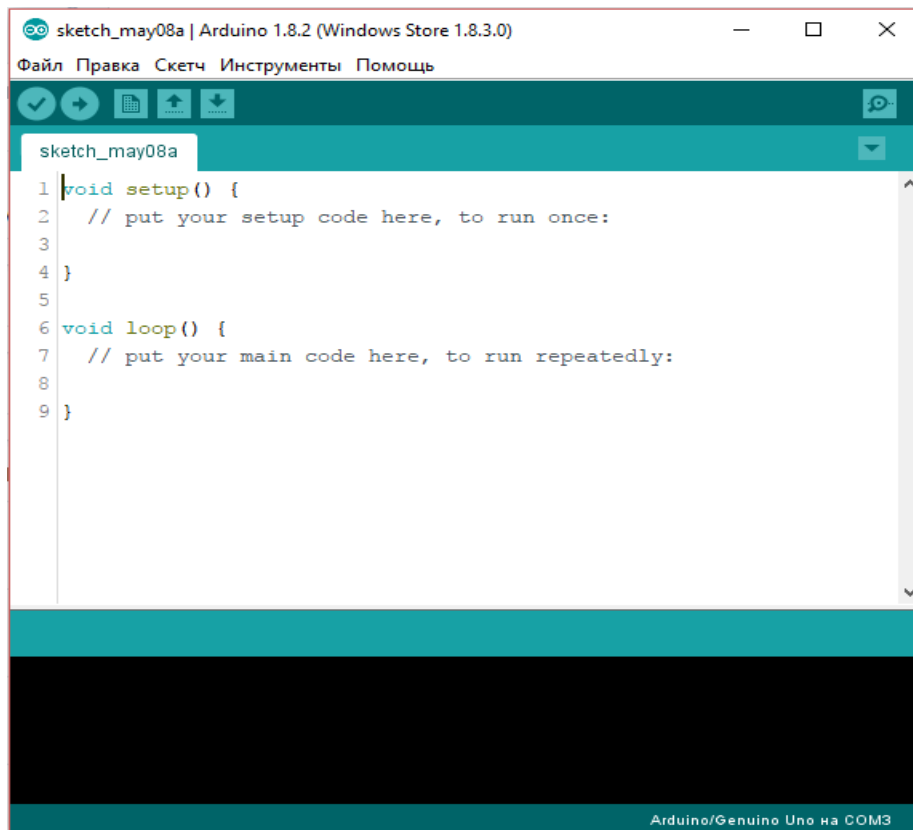 sketch_may08a | Arduino 1.8.2 (Windows Store 1.8.3.0)
Файл Правка Скетч Инструменты Помощь
sketch_may08a
1 void setup() {
2 // put your setup code here, to run once:
3
4 }
5
6 void loop() {
7 // put your main code here, to run repeatedly:
8
9 }
Arduino/Genuino Uno на COM3